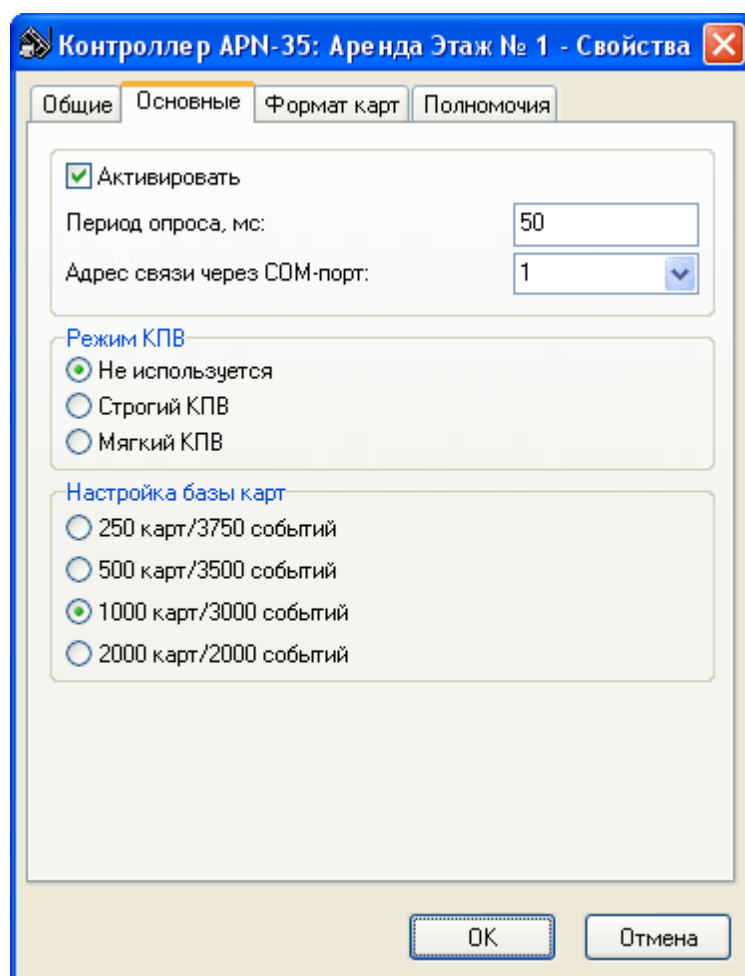 Контроллер APN-35: Аренда Этаж № 1 - Свойства
Общие Основные Формат карт Полномочия
Активировать
Период опроса, мс: 50
Адрес связи через COM-порт: 1
Режим КПВ
Не используется
Строгий КПВ
Мягкий КПВ
Настройка базы карт
250 карт/3750 событий
500 карт/3500 событий
1000 карт/3000 событий
2000 карт/2000 событий
OK Отмена